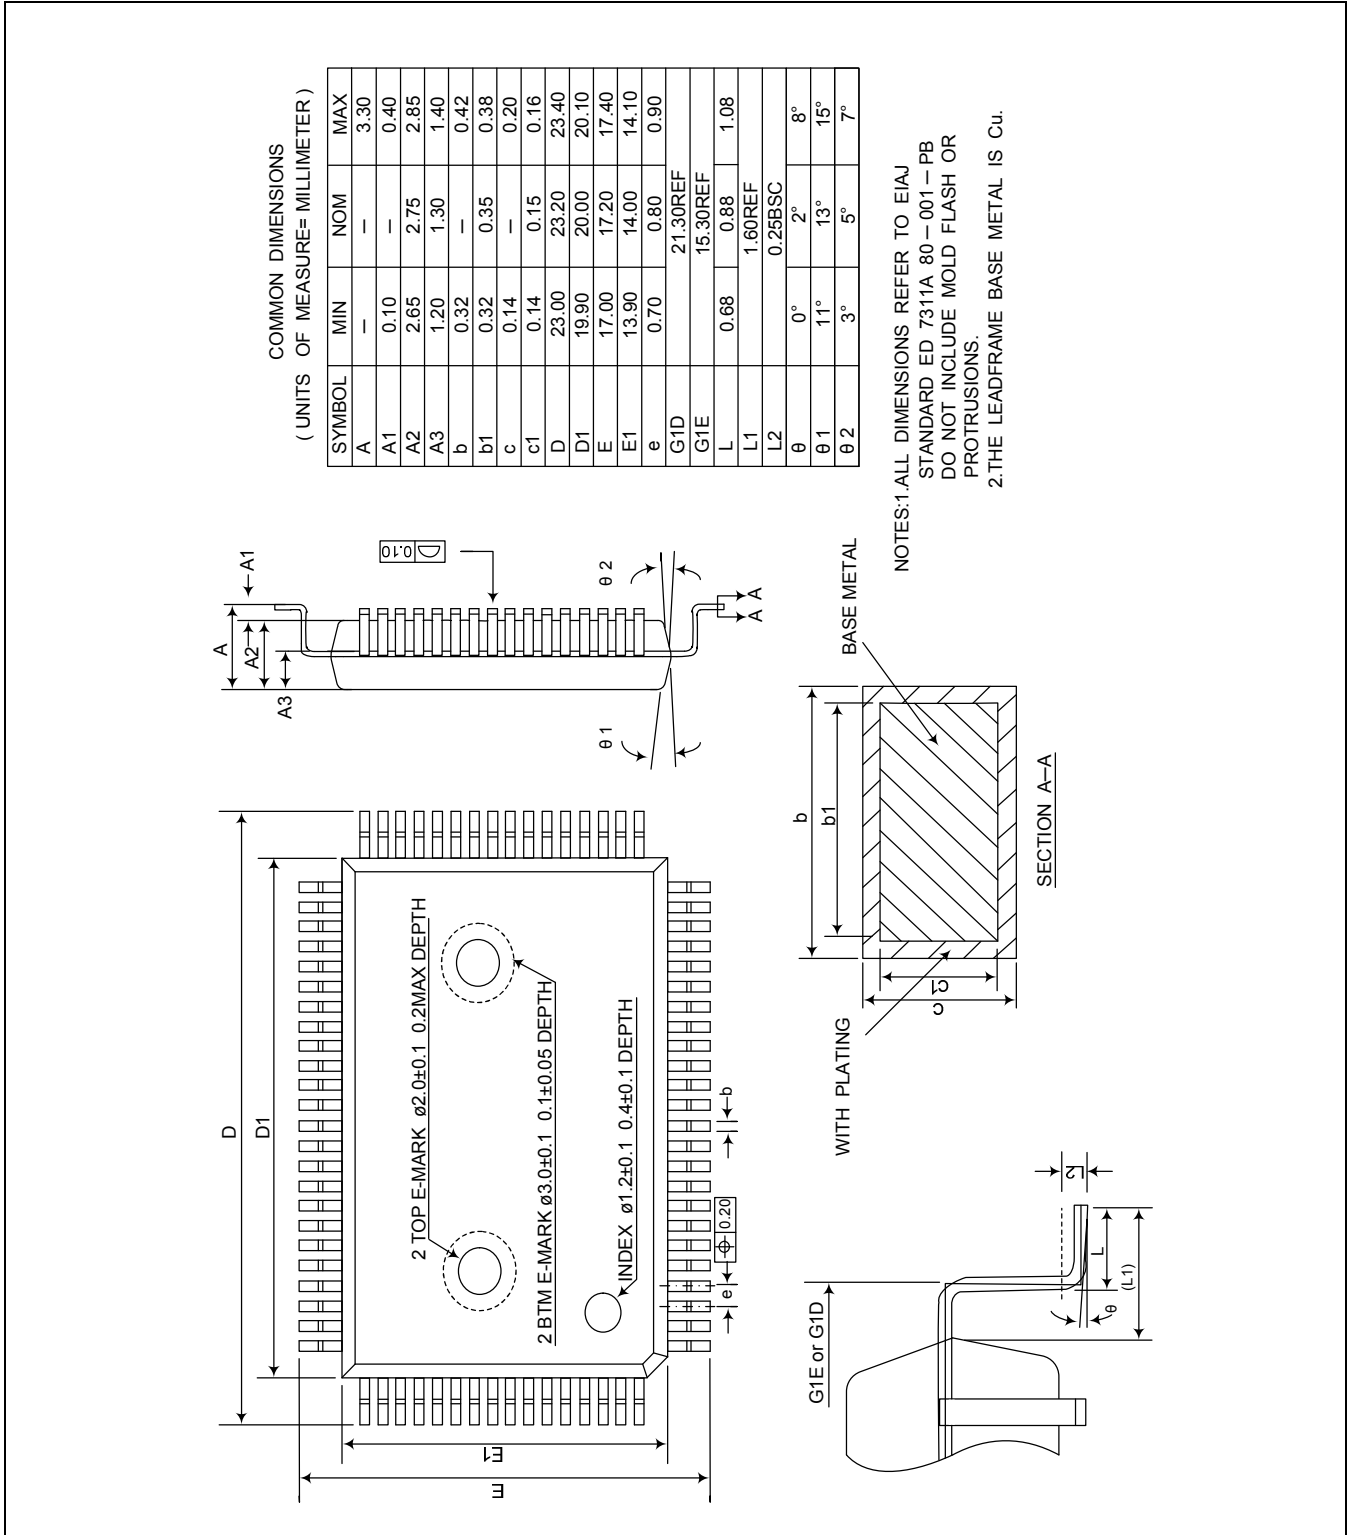 COMMON DIMENSIONS
( UNITS OF MEASURE= MILLIMETER )
SYMBOL MIN NOM MAX
A – – 3.30
A1 0.10 – 0.40
A2 2.65 2.75 2.85
A3 1.20 1.30 1.40
b 0.32 – 0.42
b1 0.32 0.35 0.38
c 0.14 – 0.20
c1 0.14 0.15 0.16
D 23.00 23.20 23.40
D1 19.90 20.00 20.10
E 17.00 17.20 17.40
E1 13.90 14.00 14.10
e 0.70 0.80 0.90
G1D 21.30REF
G1E 15.30REF
L 0.68 0.88 1.08
L1 1.60REF
L2 0.25BSC
θ 0° 2° 8°
θ 1 11° 13° 15°
θ 2 3° 5° 7°
NOTES:1.ALL DIMENSIONS REFER TO EIAJ
STANDARD ED 7311A 80 – 001 – PB
DO NOT INCLUDE MOLD FLASH OR
PROTRUSIONS.
2.THE LEADFRAME BASE METAL IS Cu.
A
A1
A2
A3
0.10
θ 1
θ 2
A
A
D
D1
2 TOP E-MARK ø2.0±0.1 0.2MAX DEPTH
2 BTM E-MARK ø3.0±0.1 0.1±0.05 DEPTH
INDEX ø1.2±0.1 0.4±0.1 DEPTH
E1
E
b
e
⌖ 0.20
BASE METAL
b
b1
C1
C
WITH PLATING
SECTION A–A
G1E or G1D
L2
L
(L1)
θ